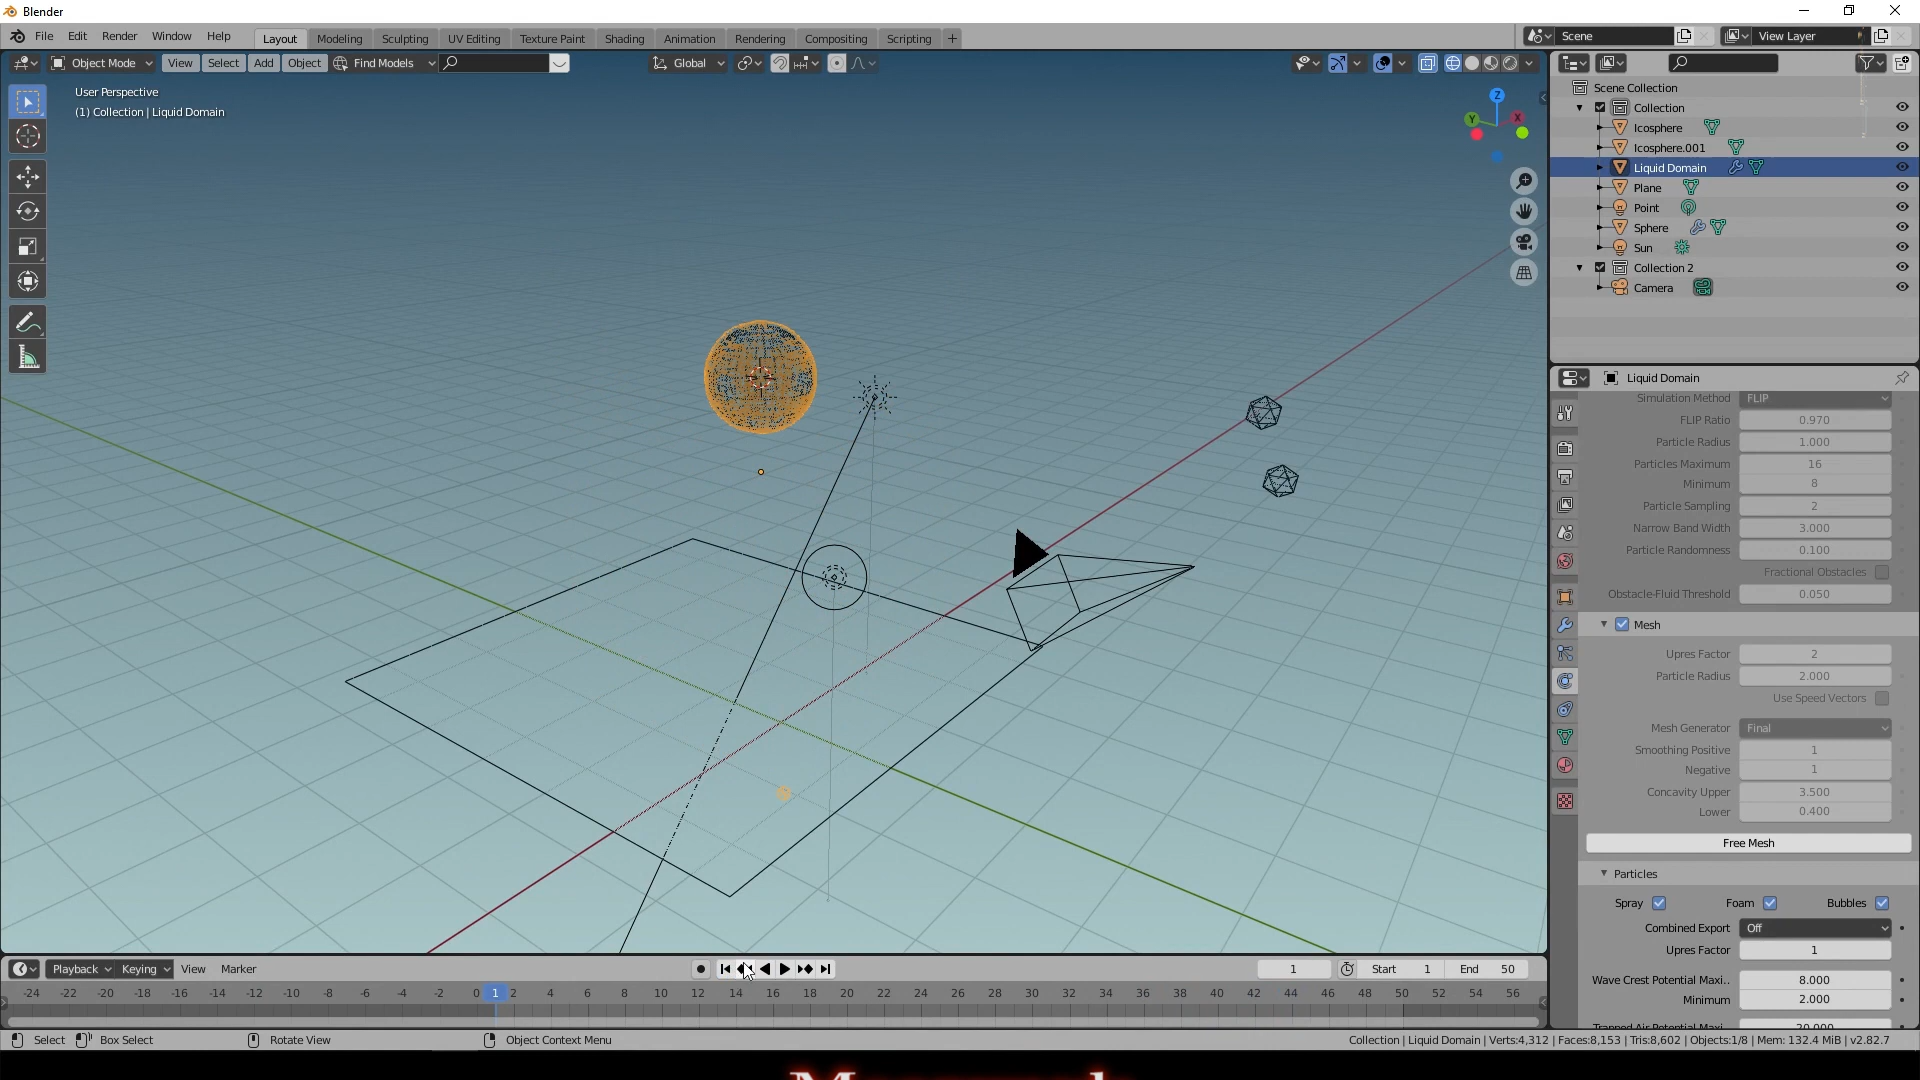 Blender
File Edit Render Window Help Layout Modeling Sculpting UV Editing Texture Paint Shading Animation Rendering Compositing Scripting + Scene View Layer
Object Mode View Select Add Object Find Models Global
User Perspective
(1) Collection | Liquid Domain
Z
Y X
Scene Collection
Collection
Icosphere
Icosphere.001
Liquid Domain
Plane
Point
Sphere
Sun
Collection 2
Camera
Liquid Domain
Simulation Method FLIP
FLIP Ratio 0.970
Particle Radius 1.000
Particles Maximum 16
Minimum 8
Particle Sampling 2
Narrow Band Width 3.000
Particle Randomness 0.100
Fractional Obstacles
Obstacle-Fluid Threshold 0.050
Mesh
Upres Factor 2
Particle Radius 2.000
Use Speed Vectors
Mesh Generator Final
Smoothing Positive 1
Negative 1
Concavity Upper 3.500
Lower 0.400
Free Mesh
Particles
Spray Foam Bubbles
Combined Export Off
Upres Factor 1
Wave Crest Potential Maxi.. 8.000
Minimum 2.000
Trapped Air Potential Maxi.. 20.000
Playback Keying View Marker 1 Start 1 End 50
-24 -22 -20 -18 -16 -14 -12 -10 -8 -6 -4 -2 0 1 2 4 6 8 10 12 14 16 18 20 22 24 26 28 30 32 34 36 38 40 42 44 46 48 50 52 54 56
Select Box Select Rotate View Object Context Menu Collection | Liquid Domain | Verts:4,312 | Faces:8,153 | Tris:8,602 | Objects:1/8 | Mem: 132.4 MiB | v2.82.7